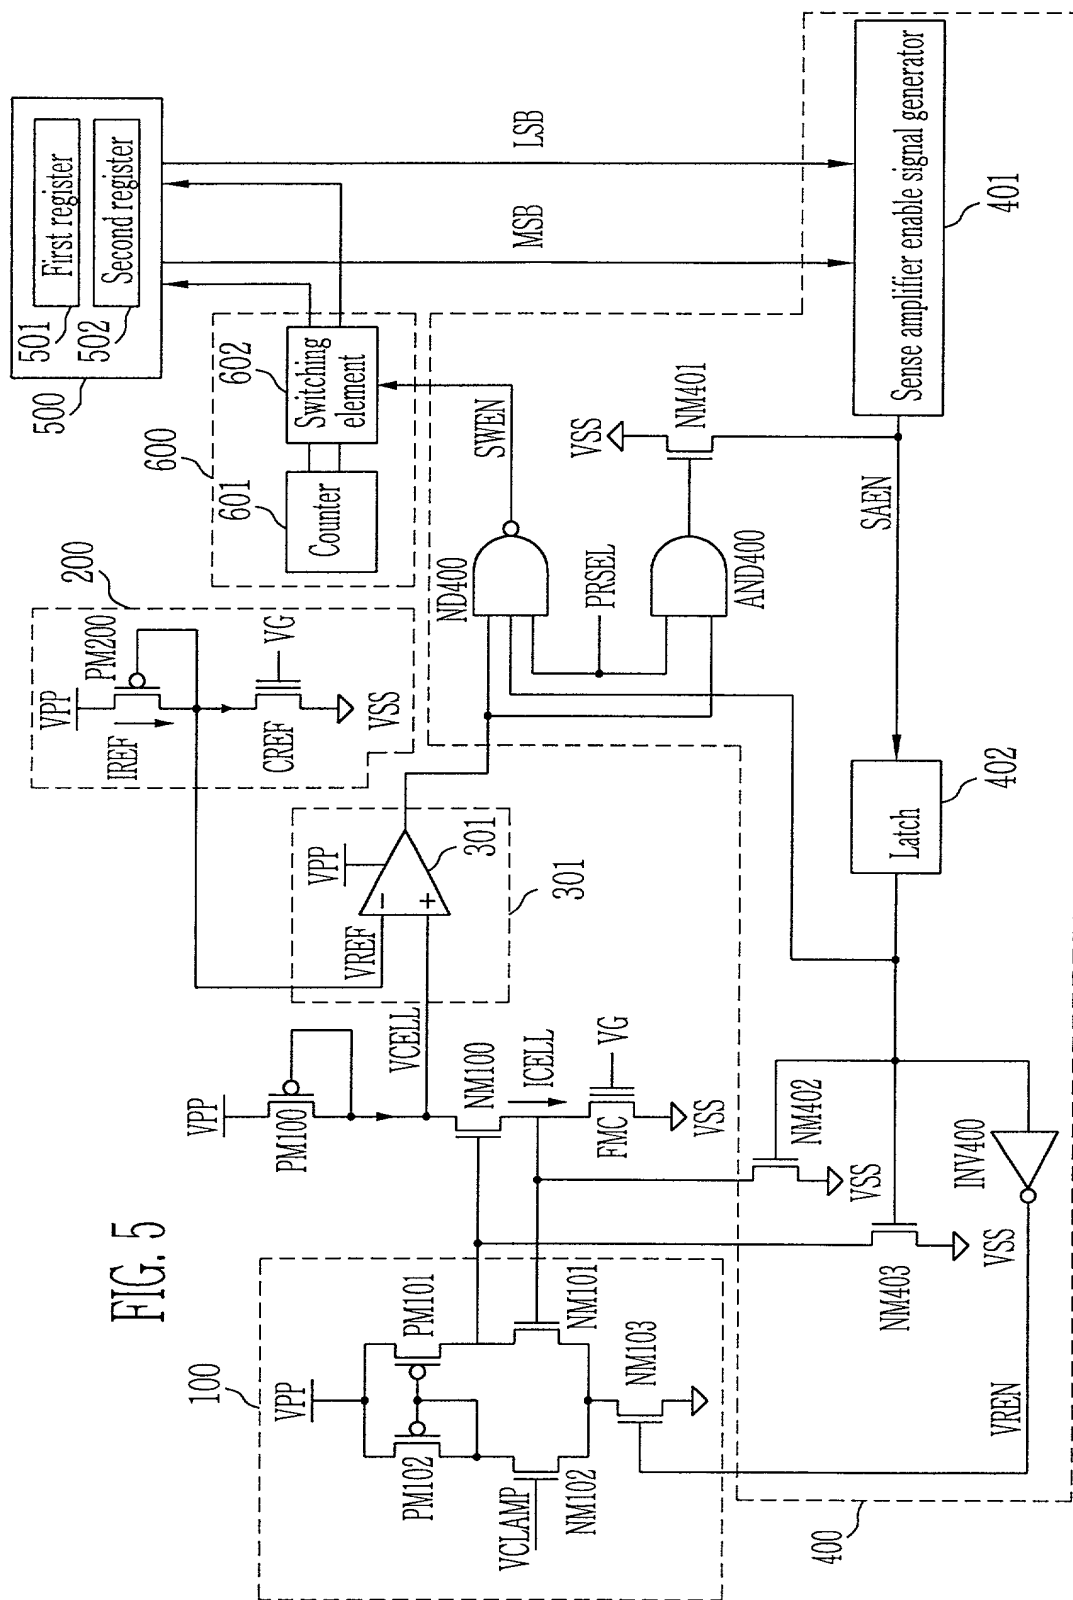 FIG. 5
100
VPP
PM102
PM101
VCLAMP
NM102
NM101
NM103
VPP
PM100
VCELL
NM100
ICELL
FMC
VG
VSS
200
VPP
PM200
IREF
VG
CREF
VSS
VPP
VREF
-
+
301
301
500
501
First register
502
Second register
600
601
Counter
602
Switching
element
SWEN
MSB
LSB
ND400
PRSEL
AND400
VSS
NM401
SAEN
Sense amplifier enable signal generator
401
Latch
402
NM402
VSS
NM403
VSS
INV400
VREN
400